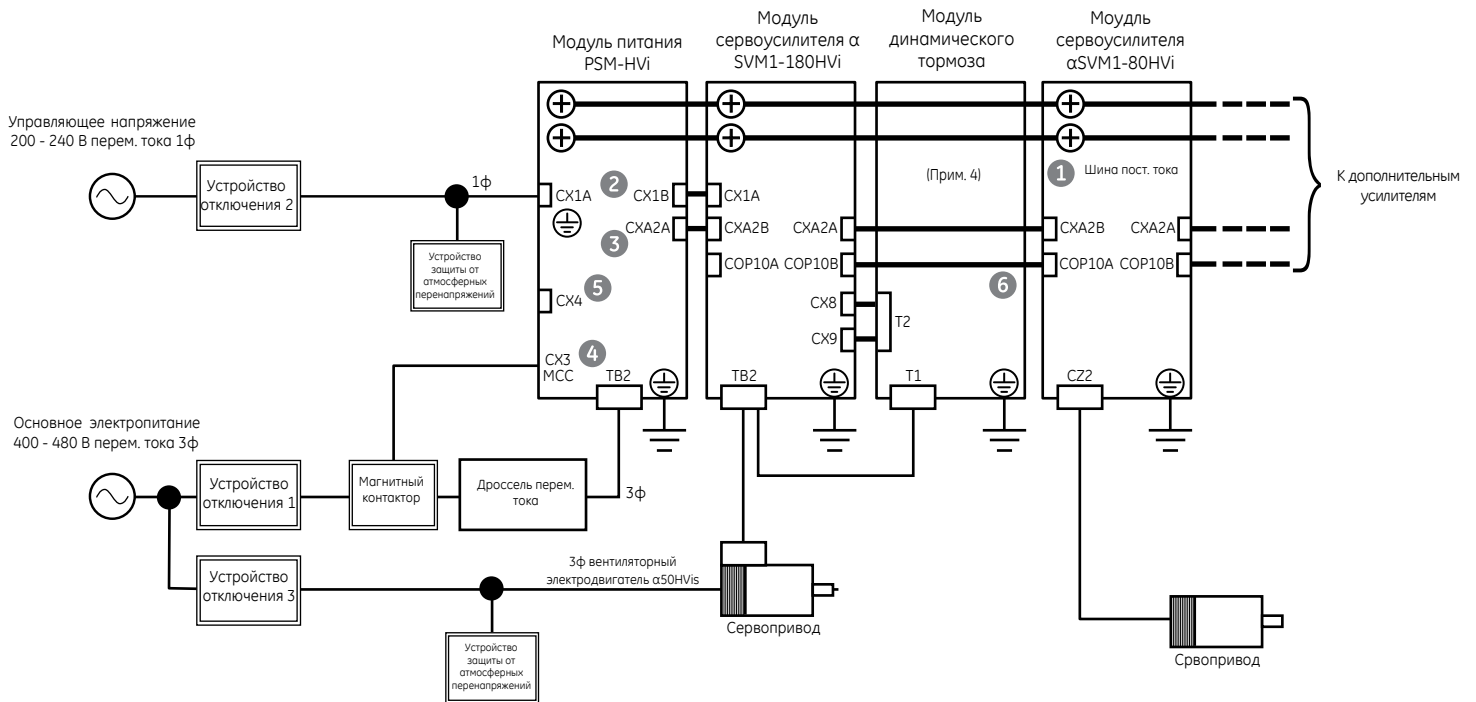 Модуль питания
PSM-HVi
Модуль
сервоусилителя α
SVM1-180HVi
Модуль
динамического
тормоза
Моудль
сервоусилителя
αSVM1-80HVi
Управляющее напряжение
200 - 240 В перем. тока 1ф
Устройство
отключения 2
1ф
Устройство
защиты от
атмосферных
перенапряжений
CX1A
2
CX1B
3
CXA2A
5
CX4
CX3
4
MCC
TB2
CX1A
CXA2B
CXA2A
COP10A
COP10B
CX8
CX9
TB2
(Прим. 4)
6
T2
T1
1
Шина пост. тока
CXA2B
CXA2A
COP10A
COP10B
CZ2
К дополнительным
усилителям
Основное электропитание
400 - 480 В перем. тока 3ф
Устройство
отключения 1
Магнитный
контактор
Дроссель перем.
тока
3ф
Устройство
отключения 3
3ф вентиляторный
электродвигатель α50HVis
Устройство
защиты от
атмосферных
перенапряжений
Сервопривод
Срвопривод